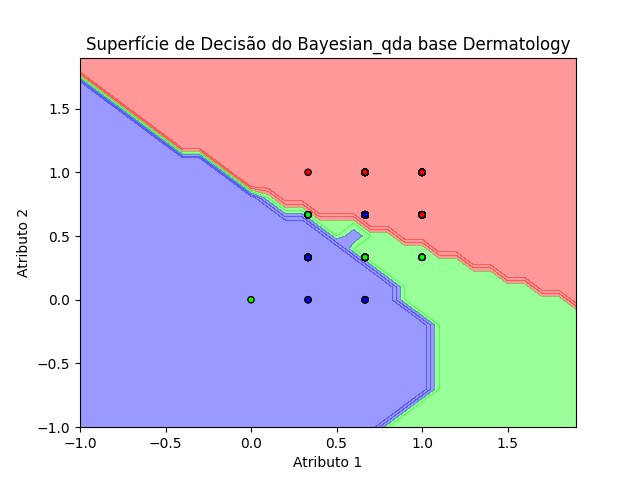 Superfície de Decisão do Bayesian_qda base Dermatology
1.5
1.0
0.5
0.0
−0.5
−1.0
Atributo 2
−1.0 −0.5 0.0 0.5 1.0 1.5
Atributo 1